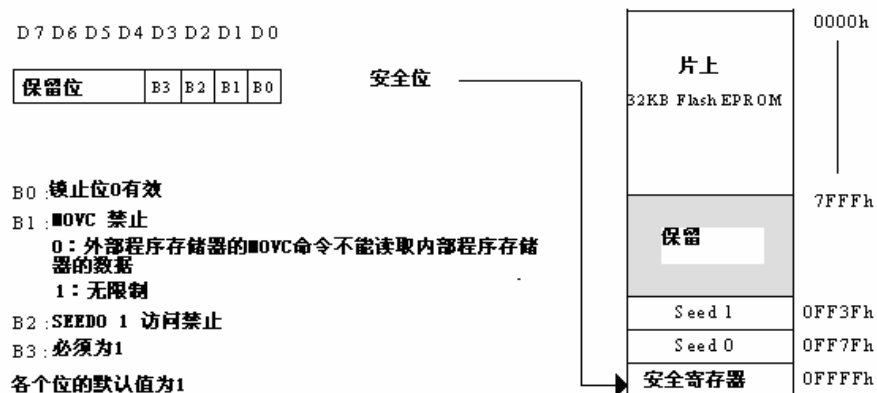 D7 D6 D5 D4 D3 D2 D1 D0
保留位 B3 B2 B1 B0
安全位
B0:锁止位0有效
B1:MOVC 禁止
0：外部程序存储器的MOVC命令不能读取内部程序存储
器的数据
1：无限制
B2:SEED0 1 访问禁止
B3:必须为1
各个位的默认值为1
0000h
片上
32KB Flash EPROM
7FFFh
保留
Seed 1 0FF3Fh
Seed 0 0FF7Fh
安全寄存器 0FFFFh